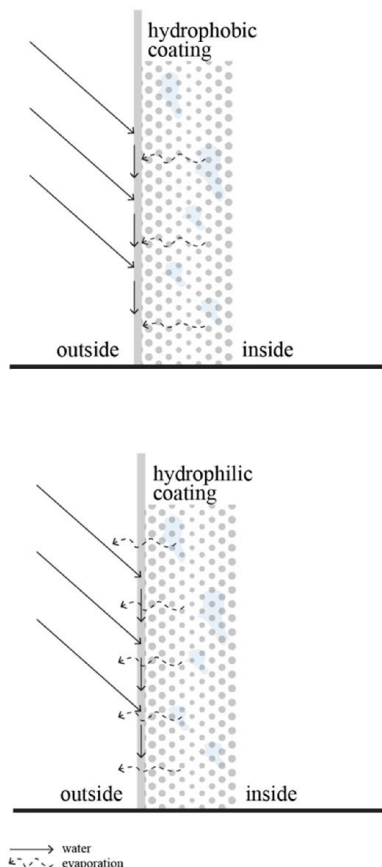 hydrophobic
coating
outside
inside
hydrophilic
coating
outside
inside
water
evaporation